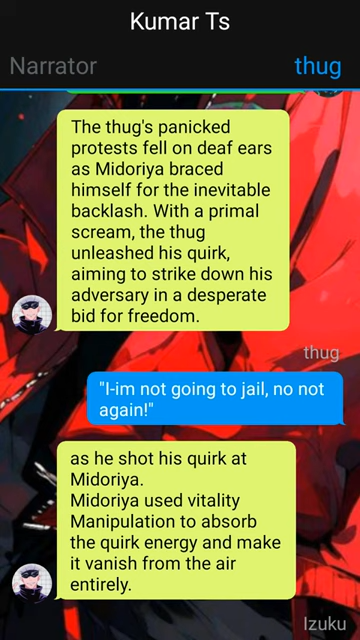 Kumar Ts
Narrator
thug
The thug's panicked
protests fell on deaf ears
as Midoriya braced
himself for the inevitable
backlash. With a primal
scream, the thug
unleashed his quirk,
aiming to strike down his
adversary in a desperate
bid for freedom.
thug
"I-im not going to jail, no not
again!"
as he shot his quirk at
Midoriya.
Midoriya used vitality
Manipulation to absorb
the quirk energy and make
it vanish from the air
entirely.
Izuku